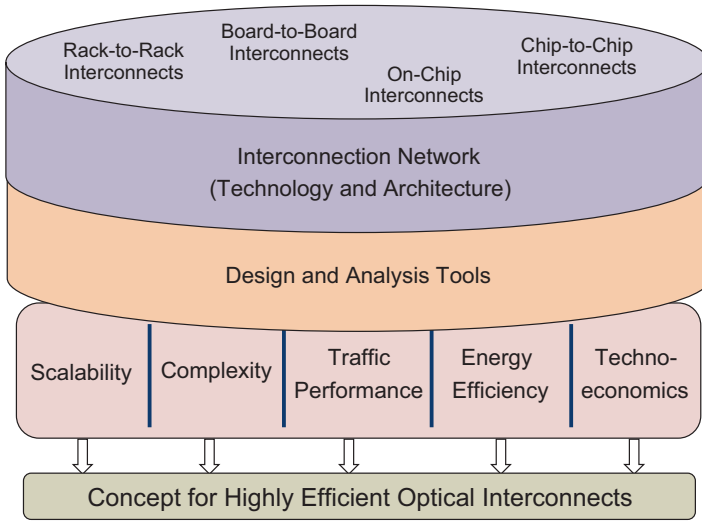 Rack-to-Rack
Interconnects
Board-to-Board
Interconnects
On-Chip
Interconnects
Chip-to-Chip
Interconnects
Interconnection Network
(Technology and Architecture)
Design and Analysis Tools
Scalability
Complexity
Traffic
Performance
Energy
Efficiency
Techno-
economics
Concept for Highly Efficient Optical Interconnects